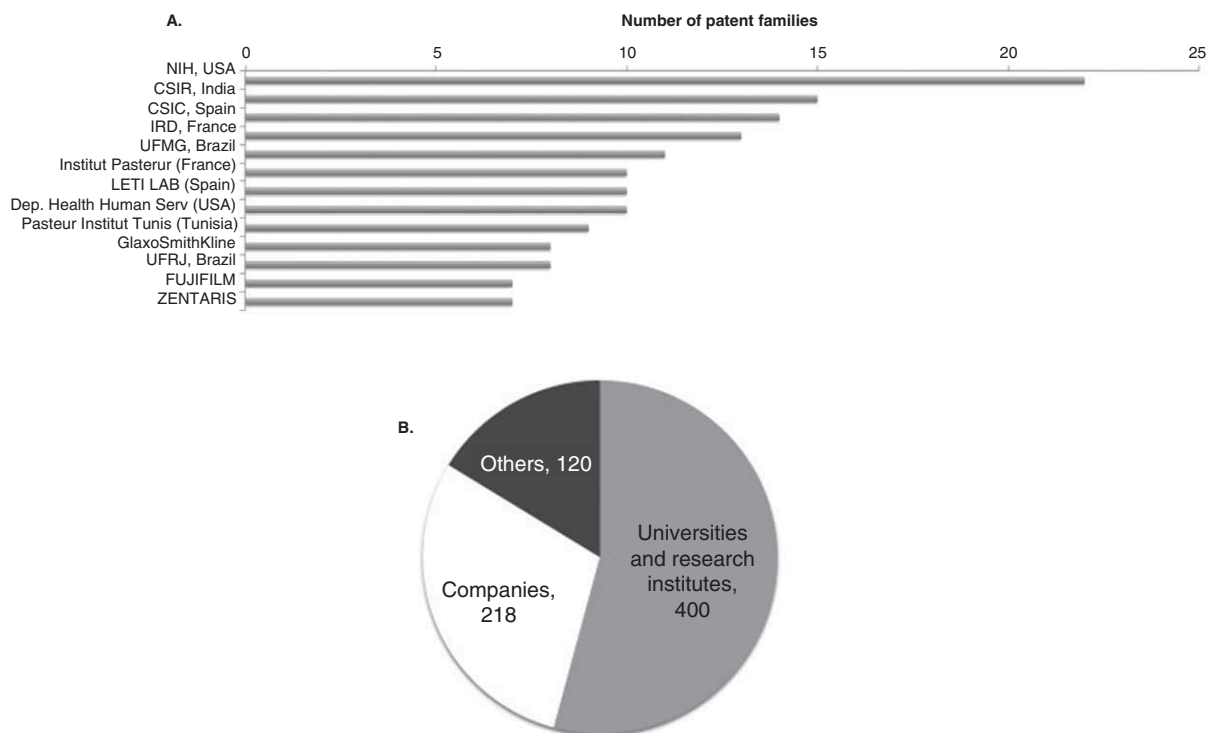 A.
Number of patent families
0 5 10 15 20 25
NIH, USA
CSIR, India
CSIC, Spain
IRD, France
UFMG, Brazil
Institut Pasterur (France)
LETI LAB (Spain)
Dep. Health Human Serv (USA)
Pasteur Institut Tunis (Tunisia)
GlaxoSmithKline
UFRJ, Brazil
FUJIFILM
ZENTARIS
B.
Others, 120
Universities
and research
institutes,
400
Companies,
218